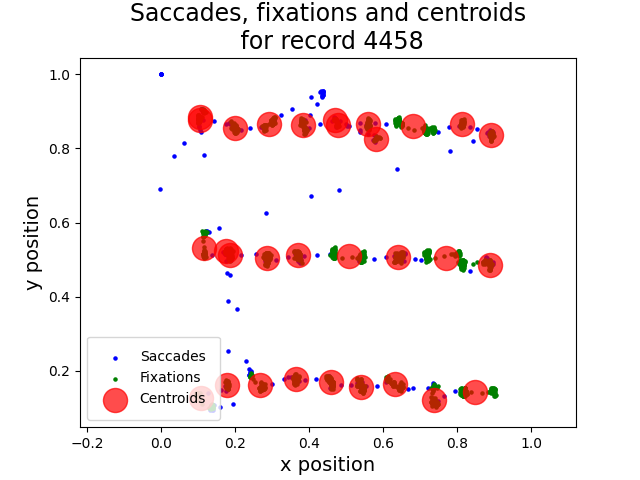 Saccades, fixations and centroids
for record 4458
1.0
0.8
0.6
0.4
0.2
y position
Saccades
Fixations
Centroids
−0.2
0.0
0.2
0.4
0.6
0.8
1.0
x position